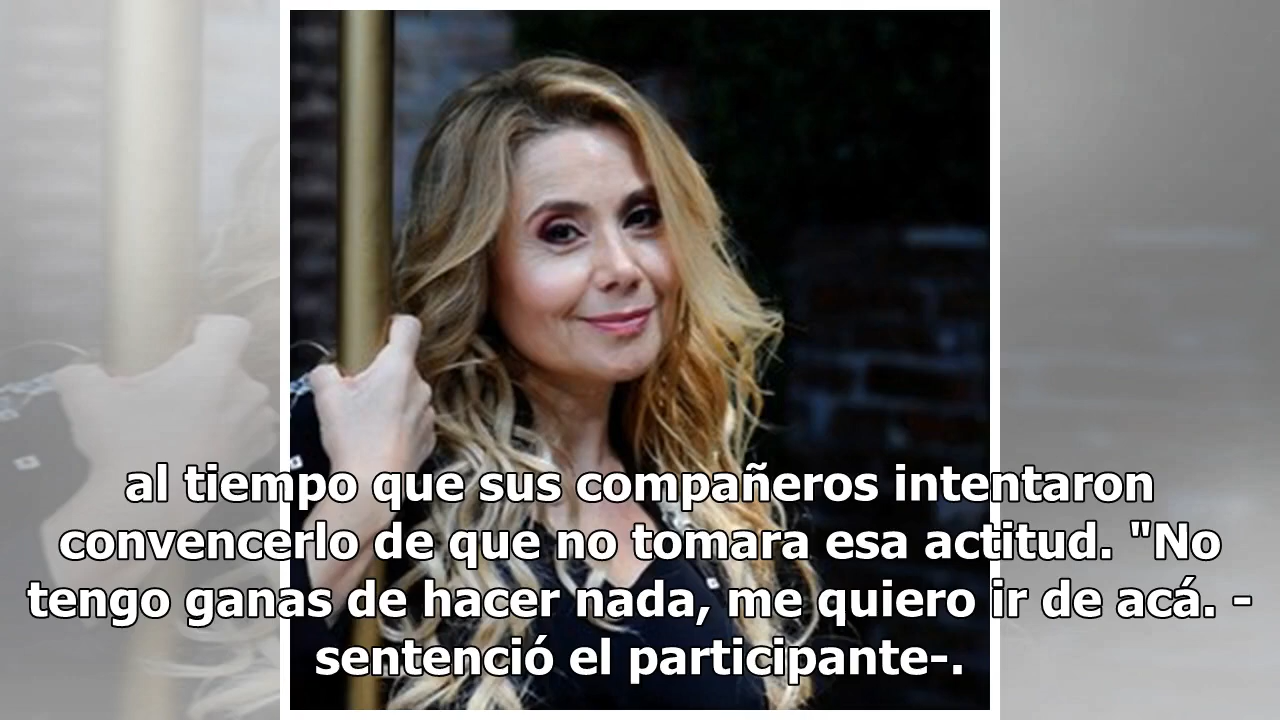 al tiempo que sus compañeros intentaron
convencerlo de que no tomara esa actitud. "No
tengo ganas de hacer nada, me quiero ir de acá. -
sentenció el participante-.